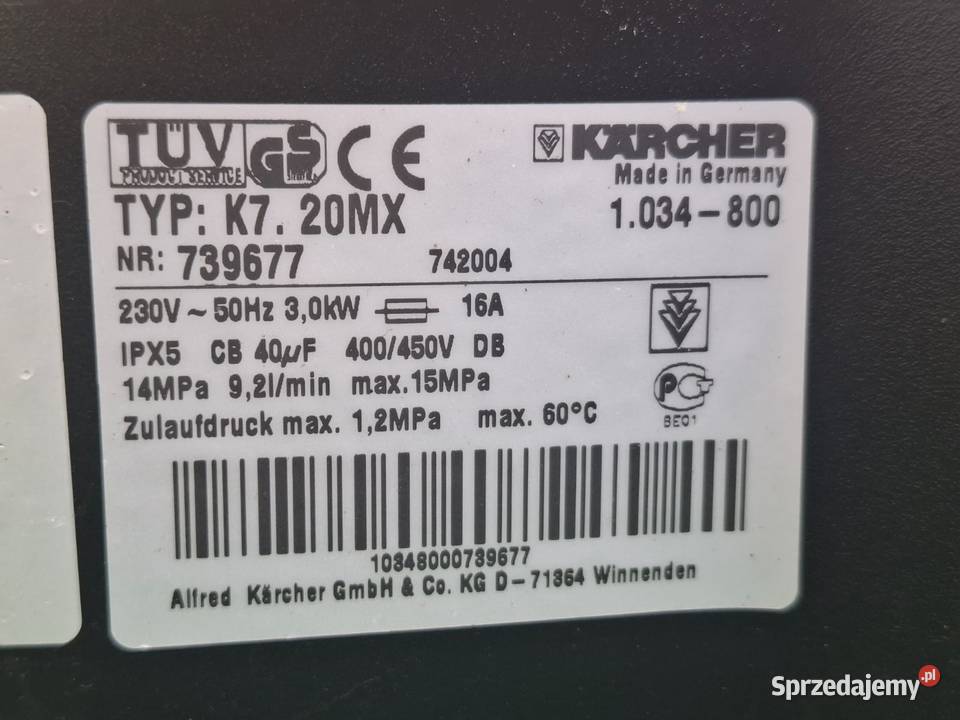 TÜV
PRODUCT SERVICE
GS
CE
KÄRCHER
Made in Germany
TYP: K7. 20MX
1.034-800
NR: 739677 742004
230V ~ 50Hz 3,0kW 16A
IPX5 CB 40µF 400/450V DB
14MPa 9,2l/min max.15MPa
Zulaufdruck max. 1,2MPa max. 60°C
РСТ
BE01
10348000739677
Alfred Kärcher GmbH & Co. KG D-71364 Winnenden
Sprzedajemy.pl